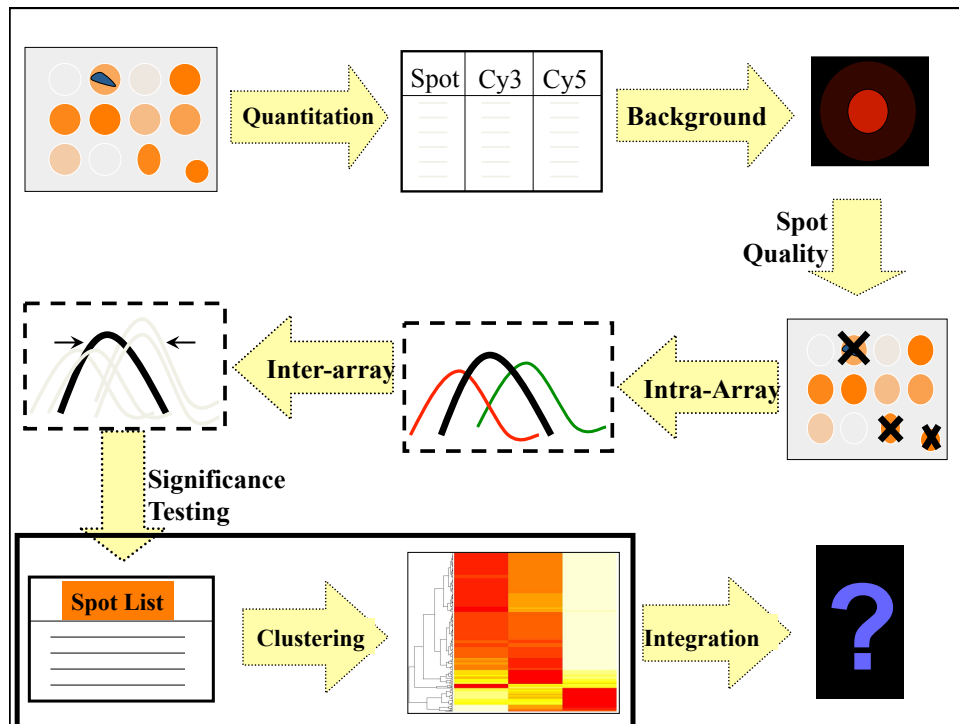 Quantitation
Spot Cy3 Cy5
Background
Spot
Quality
Intra-Array
Inter-array
Significance
Testing
Spot List
Clustering
Integration
?